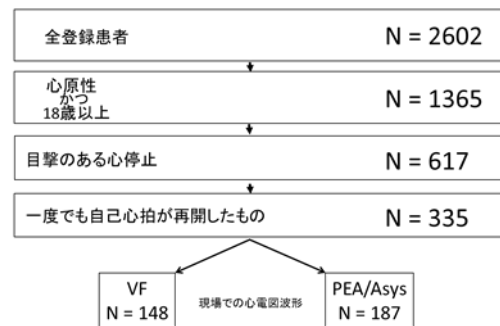 全登録患者 N = 2602
心原性
かつ
18歳以上
N = 1365
目撃のある心停止 N = 617
一度でも自己心拍が再開したもの N = 335
VF
N = 148
現場での心電図波形
PEA/Asys
N = 187